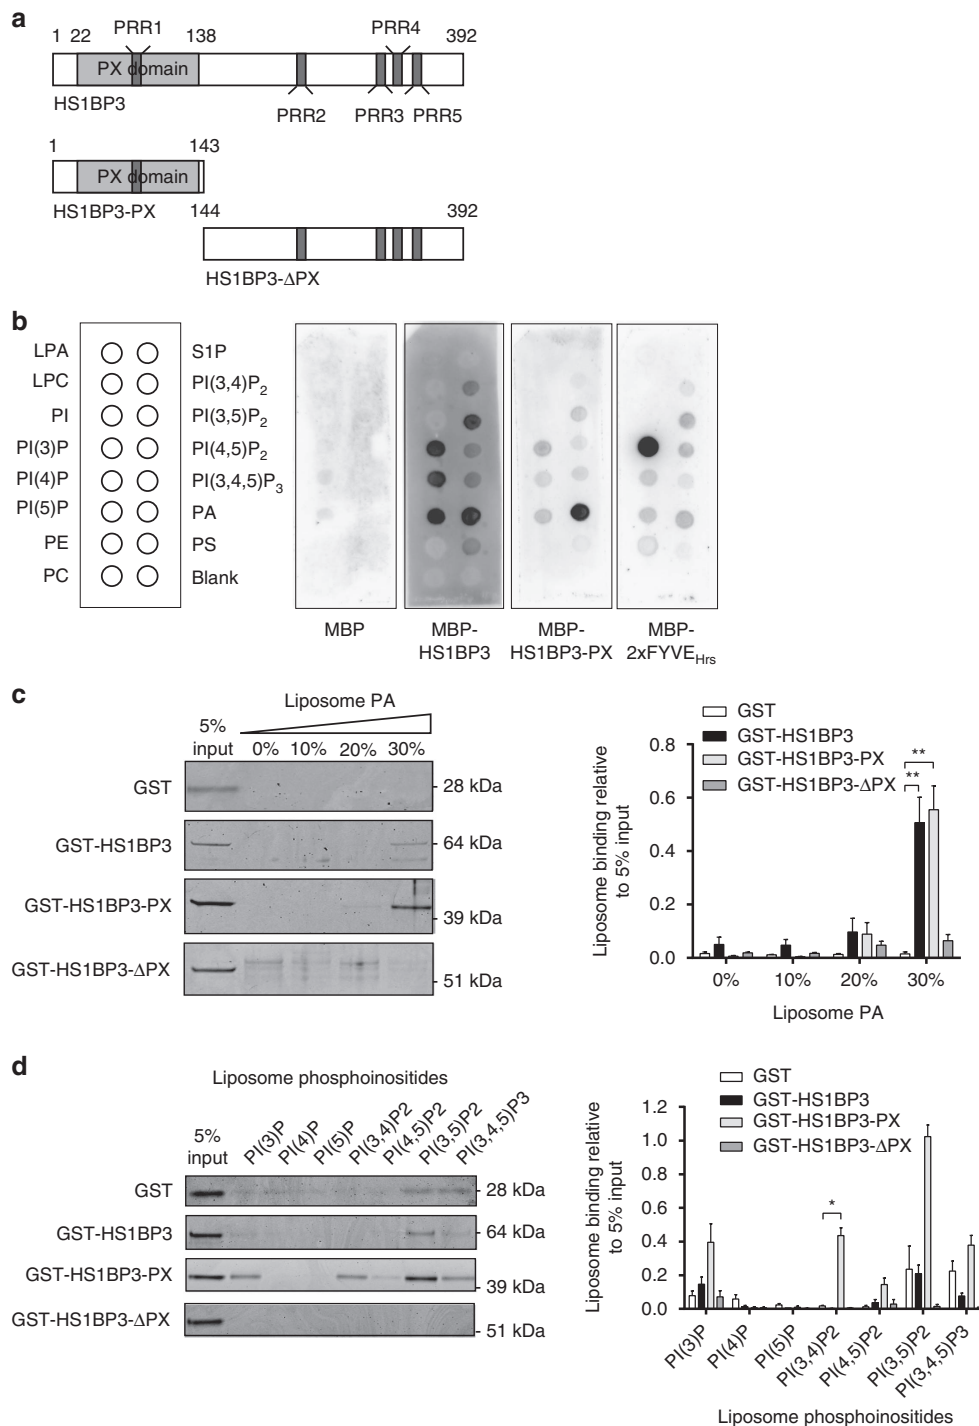 a
1 22 PRR1 138 PRR4 392
PX domain
HS1BP3 PRR2 PRR3 PRR5
1 143
PX domain
HS1BP3-PX 144 392
HS1BP3-ΔPX
b
LPA S1P
LPC PI(3,4)P2
PI PI(3,5)P2
PI(3)P PI(4,5)P2
PI(4)P PI(3,4,5)P3
PI(5)P PA
PE PS
PC Blank
MBP
MBP-
HS1BP3
MBP-
HS1BP3-PX
MBP-
2xFYVEHrs
c
Liposome PA
5%
input 0% 10% 20% 30%
GST 28 kDa
GST-HS1BP3 64 kDa
GST-HS1BP3-PX 39 kDa
GST-HS1BP3-ΔPX 51 kDa
GST
GST-HS1BP3
GST-HS1BP3-PX
GST-HS1BP3-ΔPX
Liposome binding relative
to 5% input
0.8
0.6
0.4
0.2
0.0
**
**
0% 10% 20% 30%
Liposome PA
d
Liposome phosphoinositides
5%
input PI(3)P PI(4)P PI(5)P PI(3,4)P2 PI(4,5)P2 PI(3,5)P2 PI(3,4,5)P3
GST 28 kDa
GST-HS1BP3 64 kDa
GST-HS1BP3-PX 39 kDa
GST-HS1BP3-ΔPX 51 kDa
GST
GST-HS1BP3
GST-HS1BP3-PX
GST-HS1BP3-ΔPX
Liposome binding relative
to 5% input
1.2
1.0
0.8
0.6
0.4
0.2
0.0
*
PI(3)P PI(4)P PI(5)P PI(3,4)P2 PI(4,5)P2 PI(3,5)P2 PI(3,4,5)P3
Liposome phosphoinositides